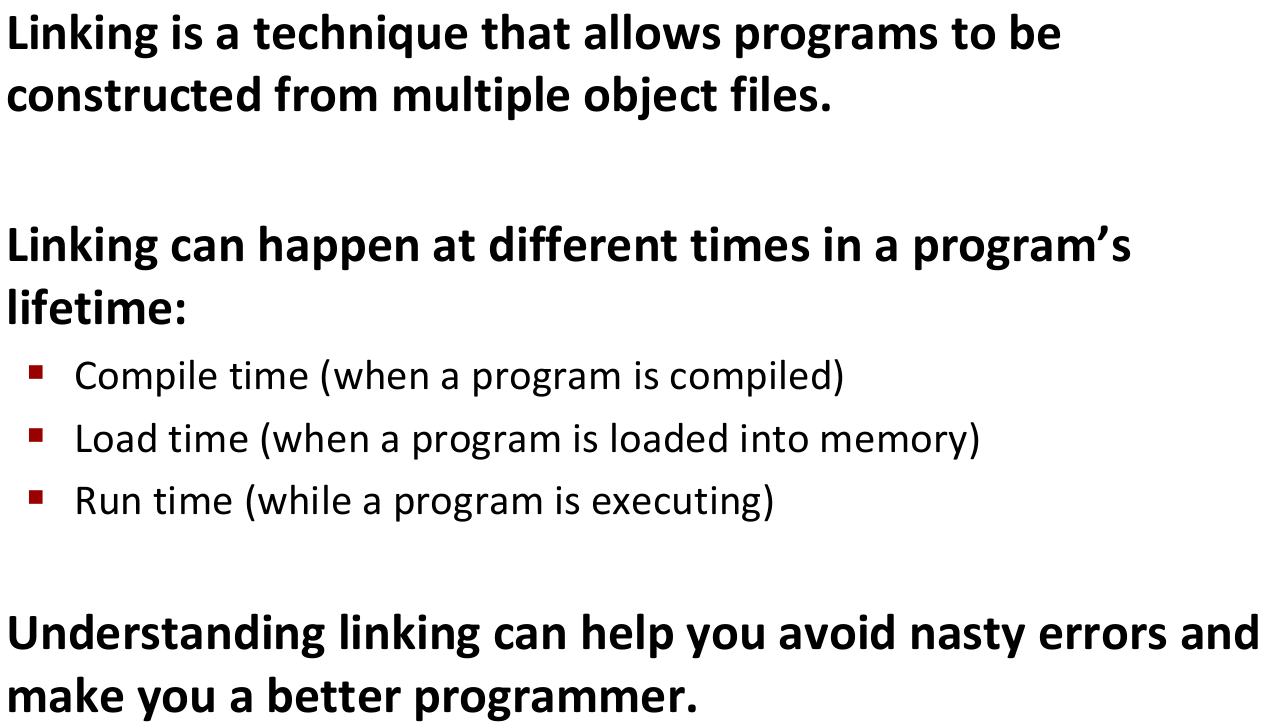 Linking is a technique that allows programs to be
constructed from multiple object files.
Linking can happen at different times in a program’s
lifetime:
▪ Compile time (when a program is compiled)
▪ Load time (when a program is loaded into memory)
▪ Run time (while a program is executing)
Understanding linking can help you avoid nasty errors and
make you a better programmer.